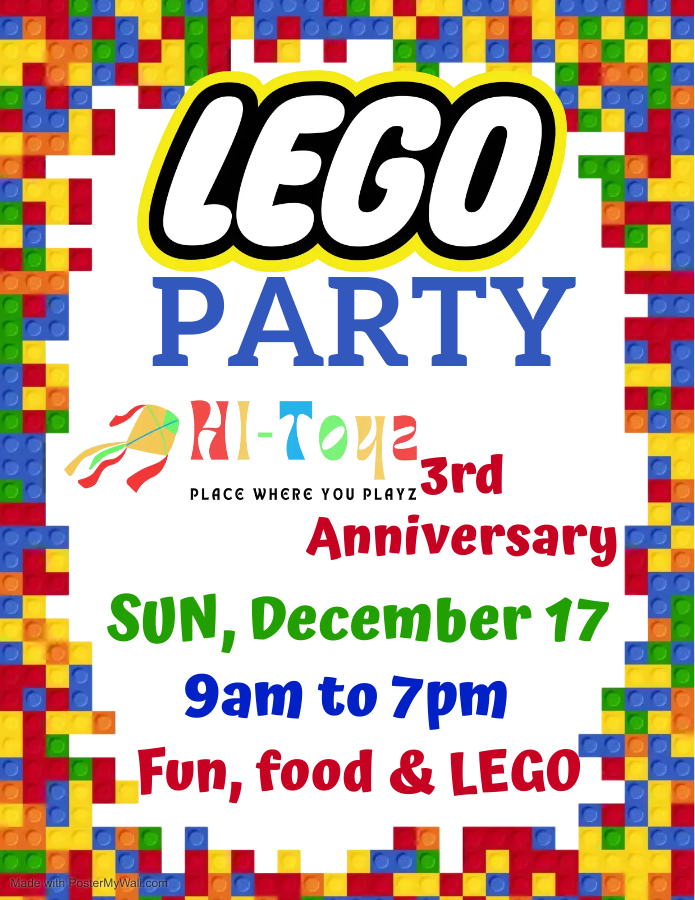 LEGO
PARTY
HI-Toyz
PLACE WHERE YOU PLAYZ
3rd
Anniversary
SUN, December 17
9am to 7pm
Fun, food & LEGO
Made with PosterMyWall.com